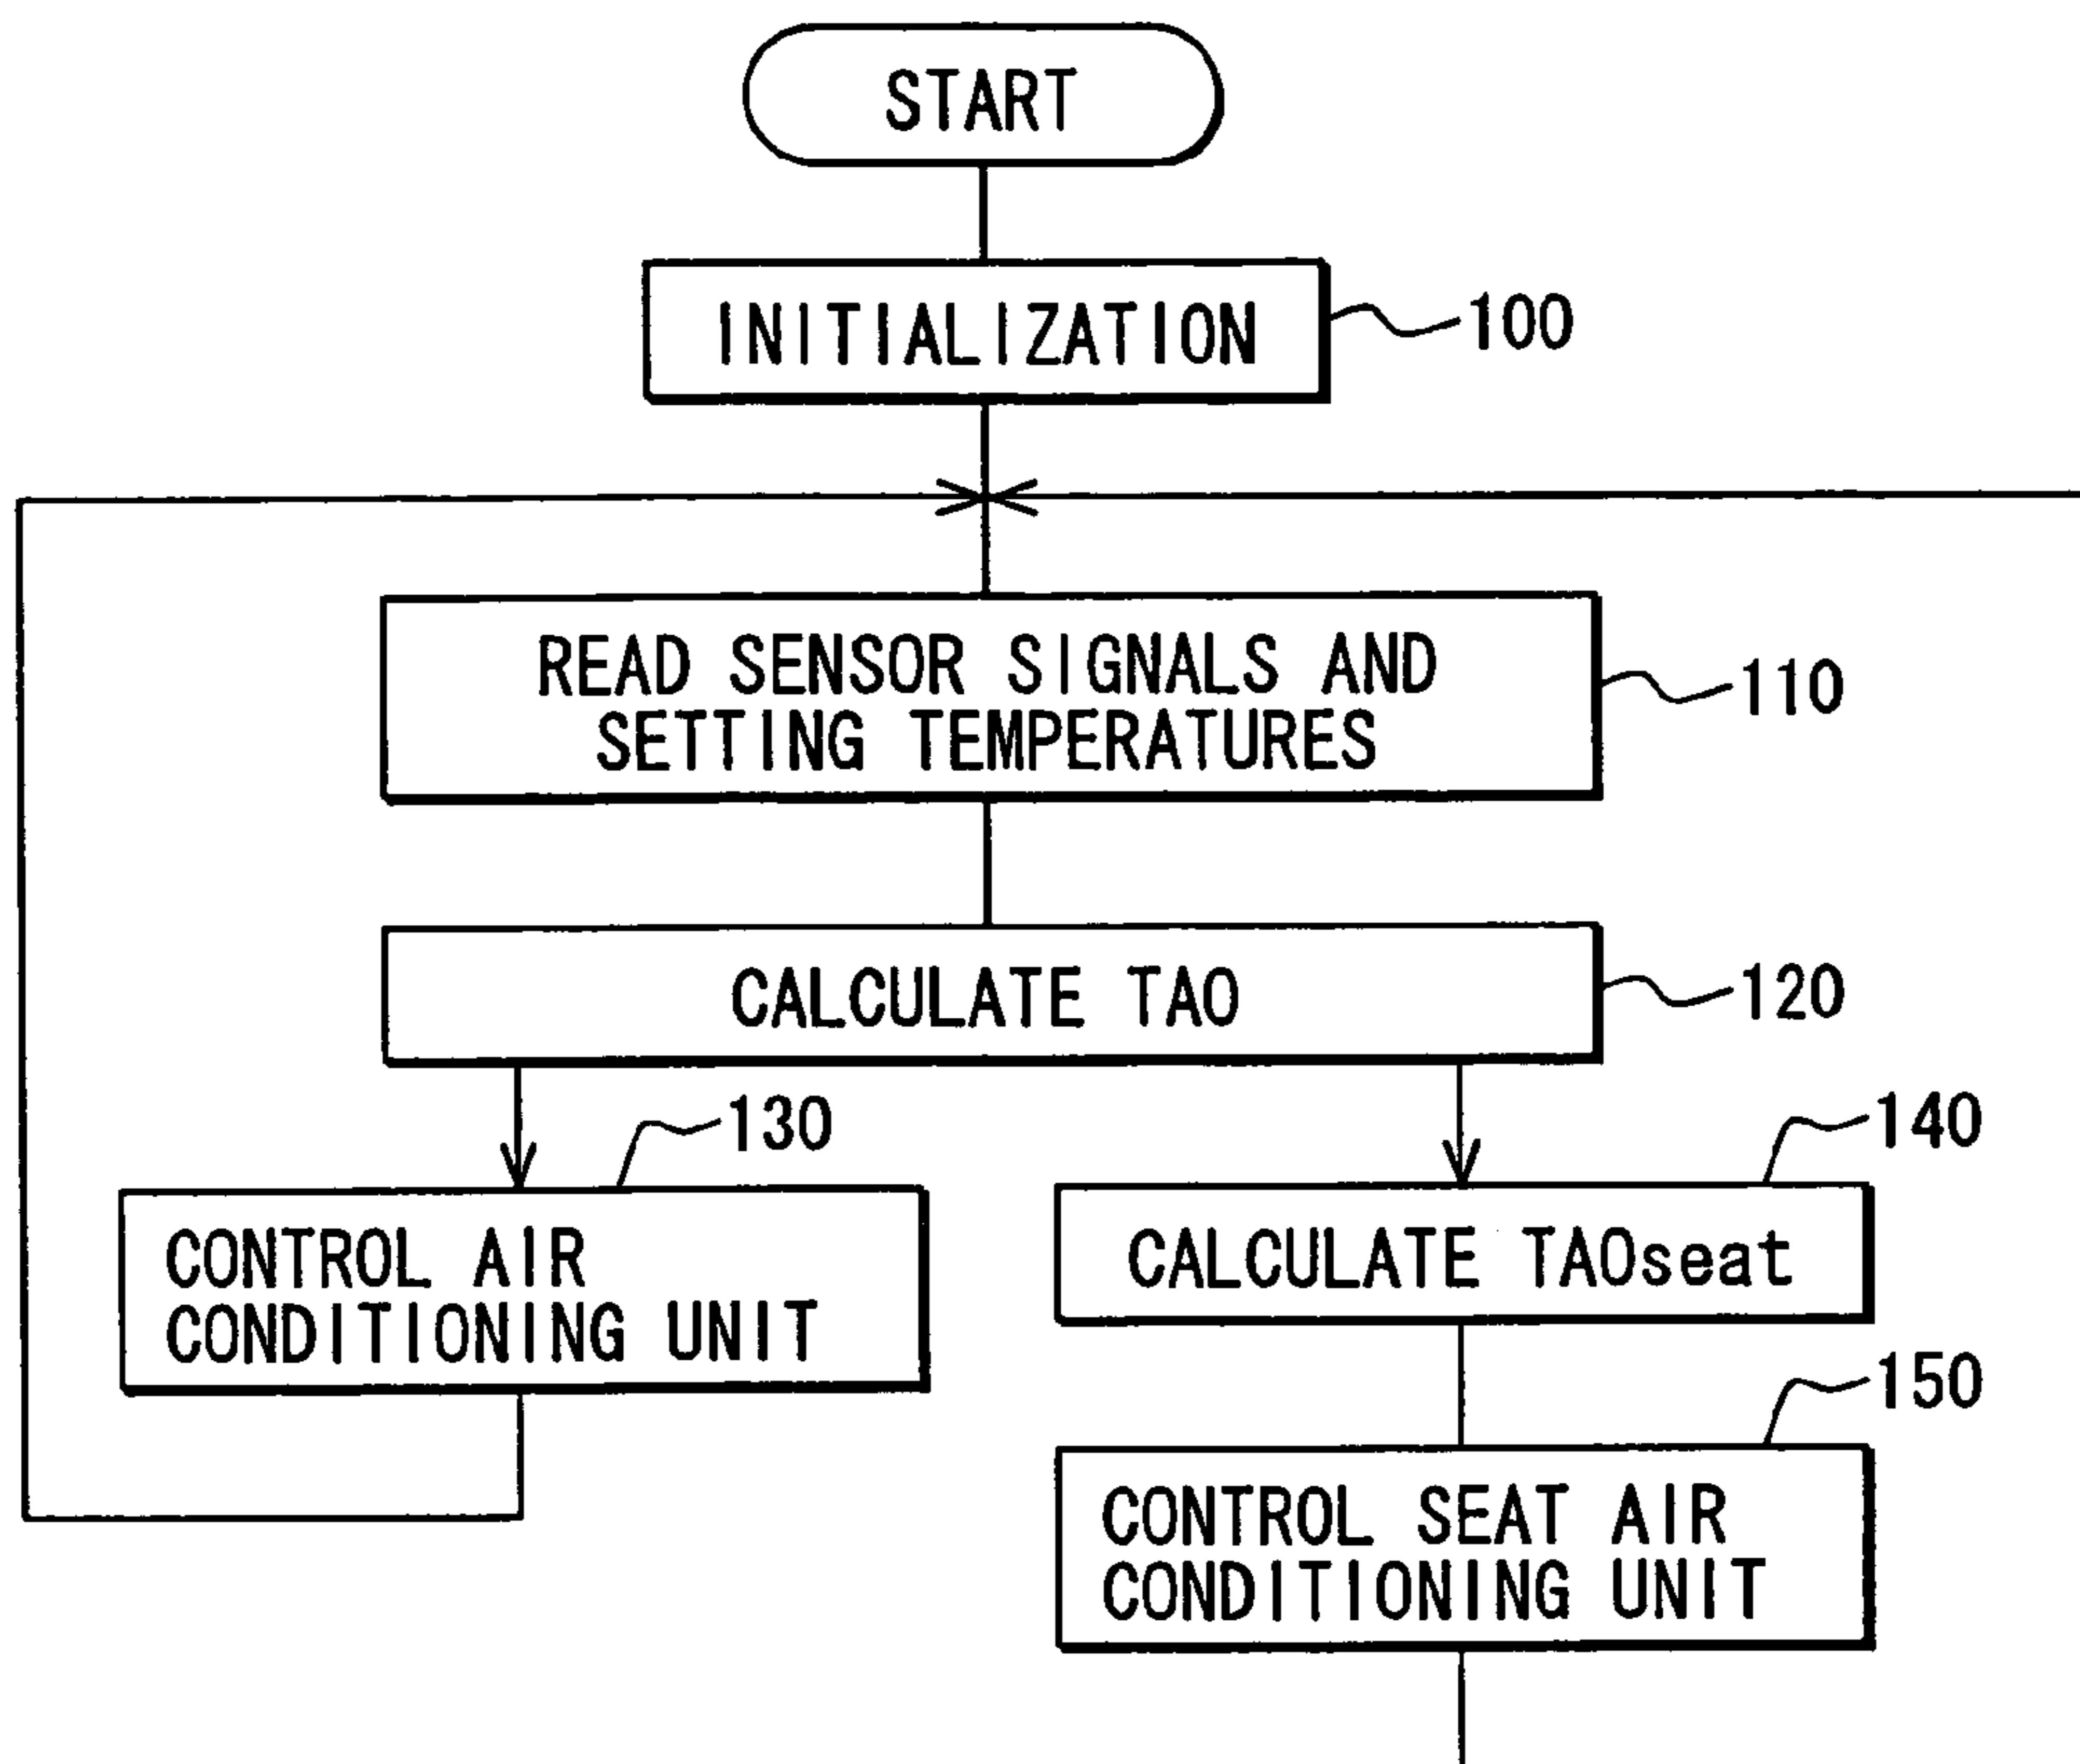 START
INITIALIZATION
100
READ SENSOR SIGNALS AND
SETTING TEMPERATURES
110
CALCULATE TAO
120
130
140
CONTROL AIR
CONDITIONING UNIT
CALCULATE TAOseat
150
CONTROL SEAT AIR
CONDITIONING UNIT